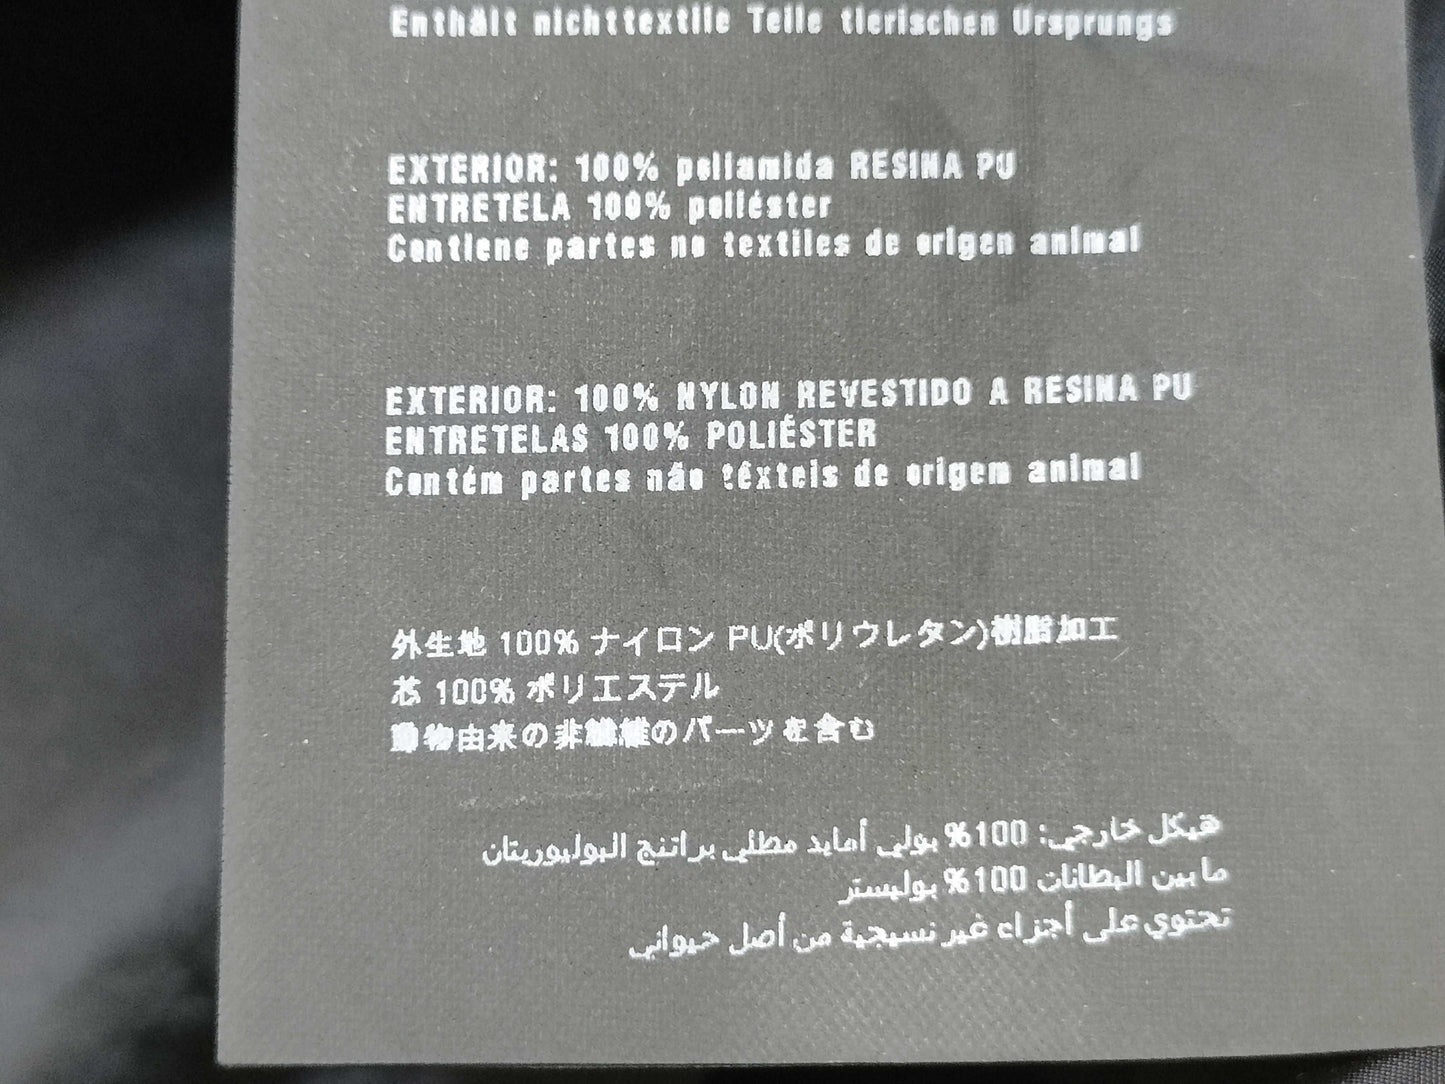 Enthält nichttextile Teile tierischen Ursprungs
EXTERIOR: 100% poliamida RESINA PU
ENTRETELA 100% poliéster
Contiene partes no textiles de origen animal
EXTERIOR: 100% NYLON REVESTIDO A RESINA PU
ENTRETELAS 100% POLIÉSTER
Contém partes não têxteis de origem animal
外生地 100% ナイロン PU(ポリウレタン)樹脂加工
芯 100% ポリエステル
動物由来の非繊維のパーツを含む
هيكل خارجي: 100% بولي أمايد مطلي براتنج البوليوريتان
ما بين البطانات 100% بوليستر
تحتوي على أجزاء غير نسيجية من أصل حيواني